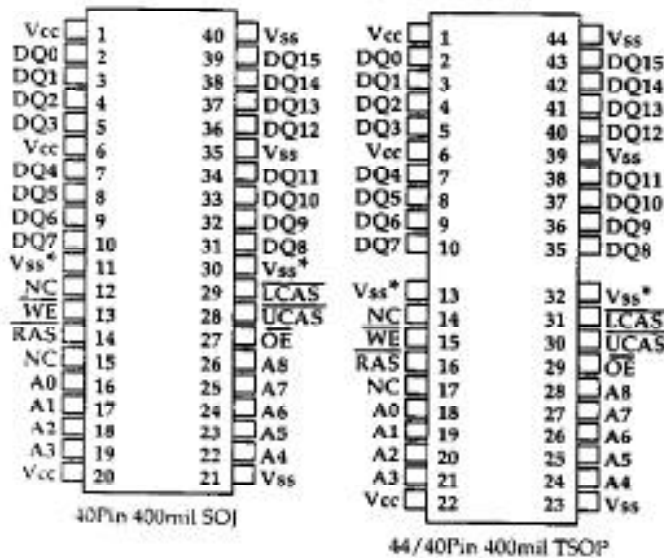 Vcc 1 40 Vss
DQ0 2 39 DQ15
DQ1 3 38 DQ14
DQ2 4 37 DQ13
DQ3 5 36 DQ12
Vcc 6 35 Vss
DQ4 7 34 DQ11
DQ5 8 33 DQ10
DQ6 9 32 DQ9
DQ7 10 31 DQ8
Vss* 11 30 Vss*
NC 12 29 LCAS
WE 13 28 UCAS
RAS 14 27 OE
NC 15 26 A8
A0 16 25 A7
A1 17 24 A6
A2 18 23 A5
A3 19 22 A4
Vcc 20 21 Vss
40Pin 400mil SOJ
Vcc 1 44 Vss
DQ0 2 43 DQ15
DQ1 3 42 DQ14
DQ2 4 41 DQ13
DQ3 5 40 DQ12
Vcc 6 39 Vss
DQ4 7 38 DQ11
DQ5 8 37 DQ10
DQ6 9 36 DQ9
DQ7 10 35 DQ8
Vss* 13 32 Vss*
NC 14 31 LCAS
WE 15 30 UCAS
RAS 16 29 OE
NC 17 28 A8
A0 18 27 A7
A1 19 26 A6
A2 20 25 A5
A3 21 24 A4
Vcc 22 23 Vss
44/40Pin 400mil TSOP